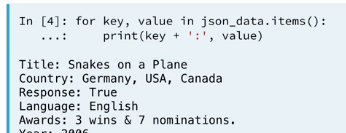 In [4]: for key, value in json_data.items():
   ...:     print(key + ':', value)
Title: Snakes on a Plane
Country: Germany, USA, Canada
Response: True
Language: English
Awards: 3 wins & 7 nominations.
Year: 2006